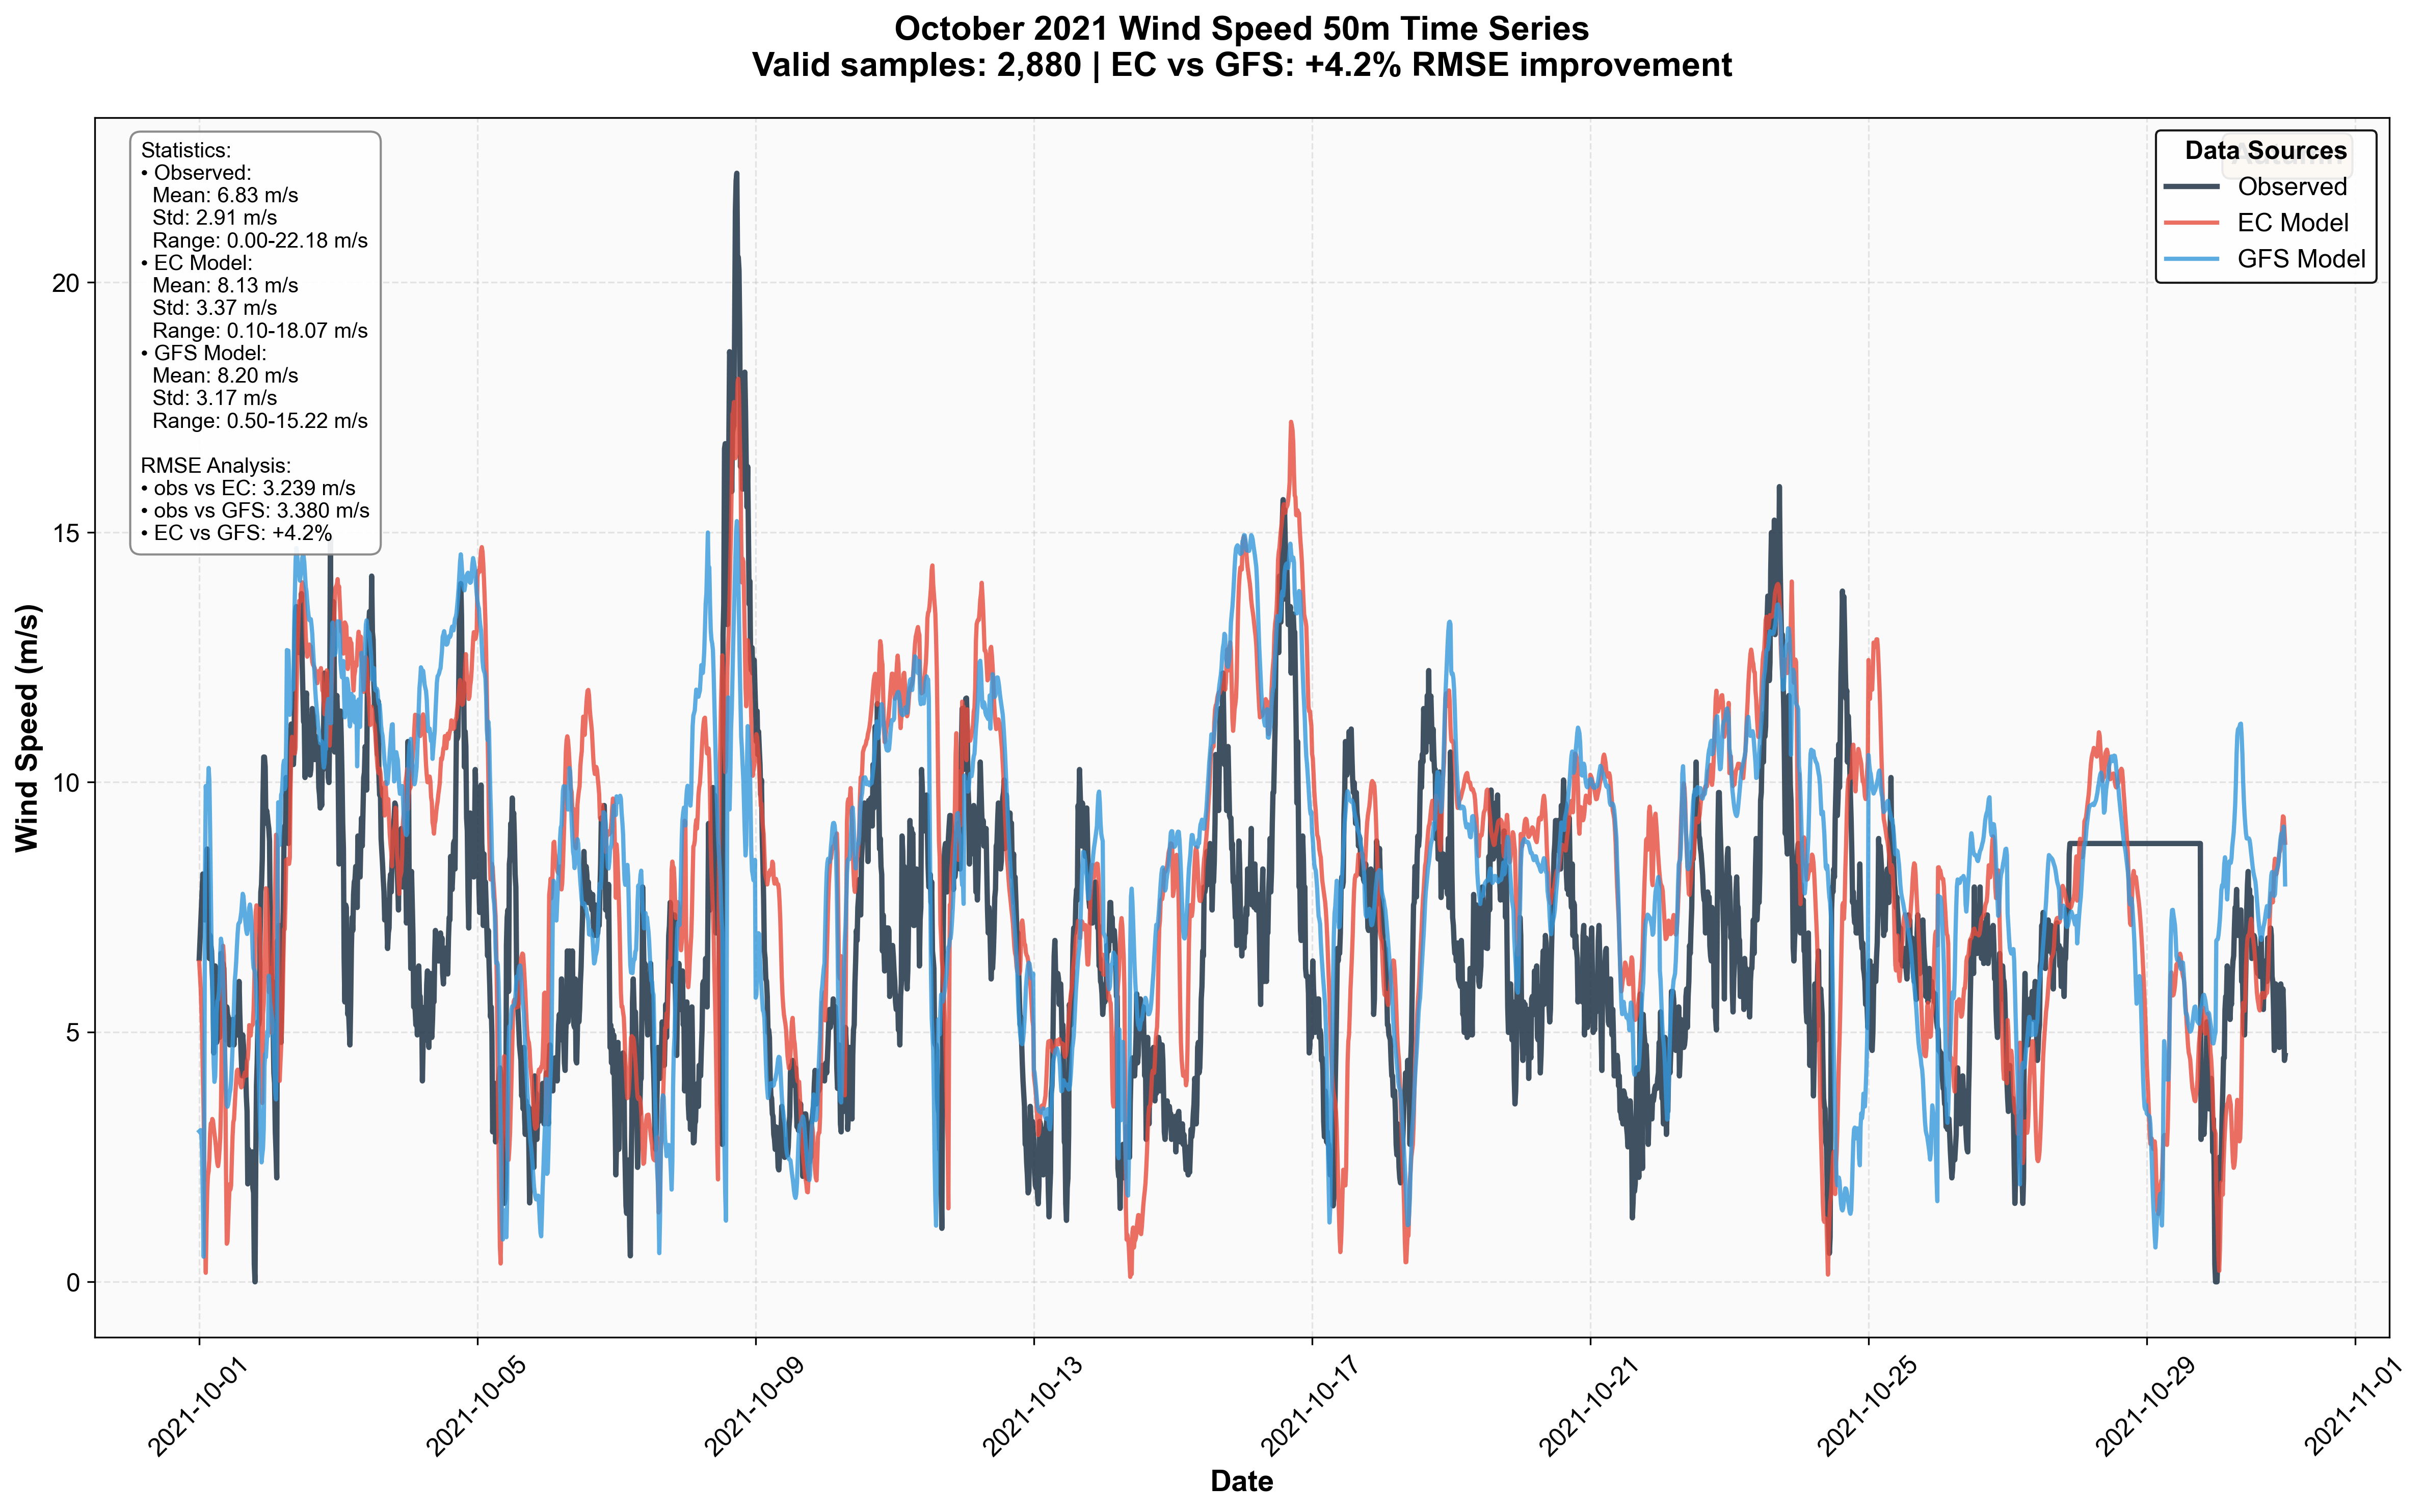 October 2021 Wind Speed 50m Time Series
Valid samples: 2,880 | EC vs GFS: +4.2% RMSE improvement
Statistics:
• Observed:
Mean: 6.83 m/s
Std: 2.91 m/s
Range: 0.00-22.18 m/s
• EC Model:
Mean: 8.13 m/s
Std: 3.37 m/s
Range: 0.10-18.07 m/s
• GFS Model:
Mean: 8.20 m/s
Std: 3.17 m/s
Range: 0.50-15.22 m/s
RMSE Analysis:
• obs vs EC: 3.239 m/s
• obs vs GFS: 3.380 m/s
• EC vs GFS: +4.2%
Data Sources
Observed
EC Model
GFS Model
Wind Speed (m/s)
20
15
10
5
0
2021-10-01
2021-10-05
2021-10-09
2021-10-13
2021-10-17
2021-10-21
2021-10-25
2021-10-29
2021-11-01
Date